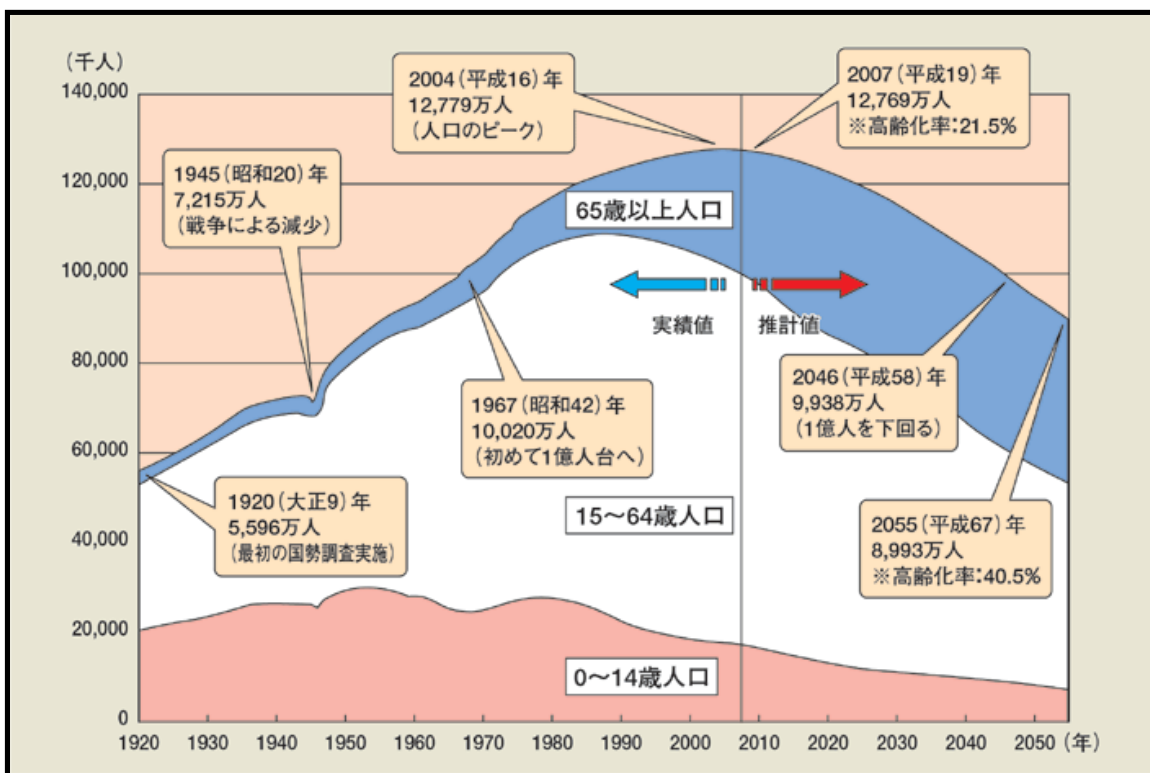 (千人)
140,000
120,000
100,000
80,000
60,000
40,000
20,000
0
2004(平成16)年
12,779万人
(人口のピーク)
2007(平成19)年
12,769万人
※高齢化率:21.5%
1945(昭和20)年
7,215万人
(戦争による減少)
65歳以上人口
実績値
推計値
1967(昭和42)年
10,020万人
(初めて1億人台へ)
2046(平成58)年
9,938万人
(1億人を下回る)
1920(大正9)年
5,596万人
(最初の国勢調査実施)
15~64歳人口
2055(平成67)年
8,993万人
※高齢化率:40.5%
0~14歳人口
1920 1930 1940 1950 1960 1970 1980 1990 2000 2010 2020 2030 2040 2050 (年)